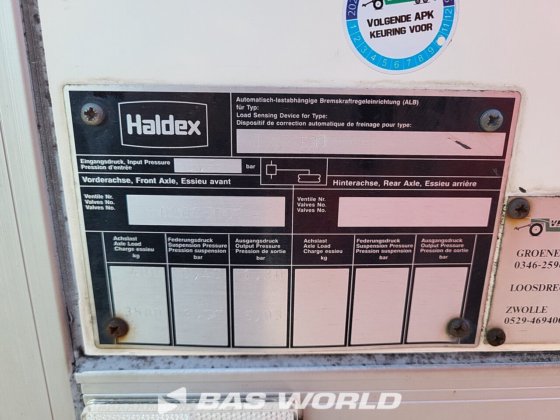 VOLGENDE APK
KEURING VOOR
Haldex
Automatisch-lastabhängige Bremskraftregeleinrichtung (ALB)
für Typ:
Load Sensing Device for Type:
Dispositif de correction automatique de freinage pour type:
Eingangsdruck, Input Pressure
Pression d'entrée
bar
Vorderachse, Front Axle, Essieu avant
Hinterachse, Rear Axle, Essieu arrière
Ventile Nr.
Valves No.
Valves No.
Ventile Nr.
Valves No.
Valves No.
Achslast
Axle Load
Charge essieu
kg
Federungsdruck
Suspension Pressure
Pression de suspension
bar
Ausgangsdruck
Output Pressure
Pression de sortie
bar
Achslast
Axle Load
Charge essieu
kg
Federungsdruck
Suspension Pressure
Pression de suspension
bar
Ausgangsdruck
Output Pressure
Pression de sortie
bar
GROENE
0346-259
LOOSDRE
ZWOLLE
0529-46940
BAS WORLD